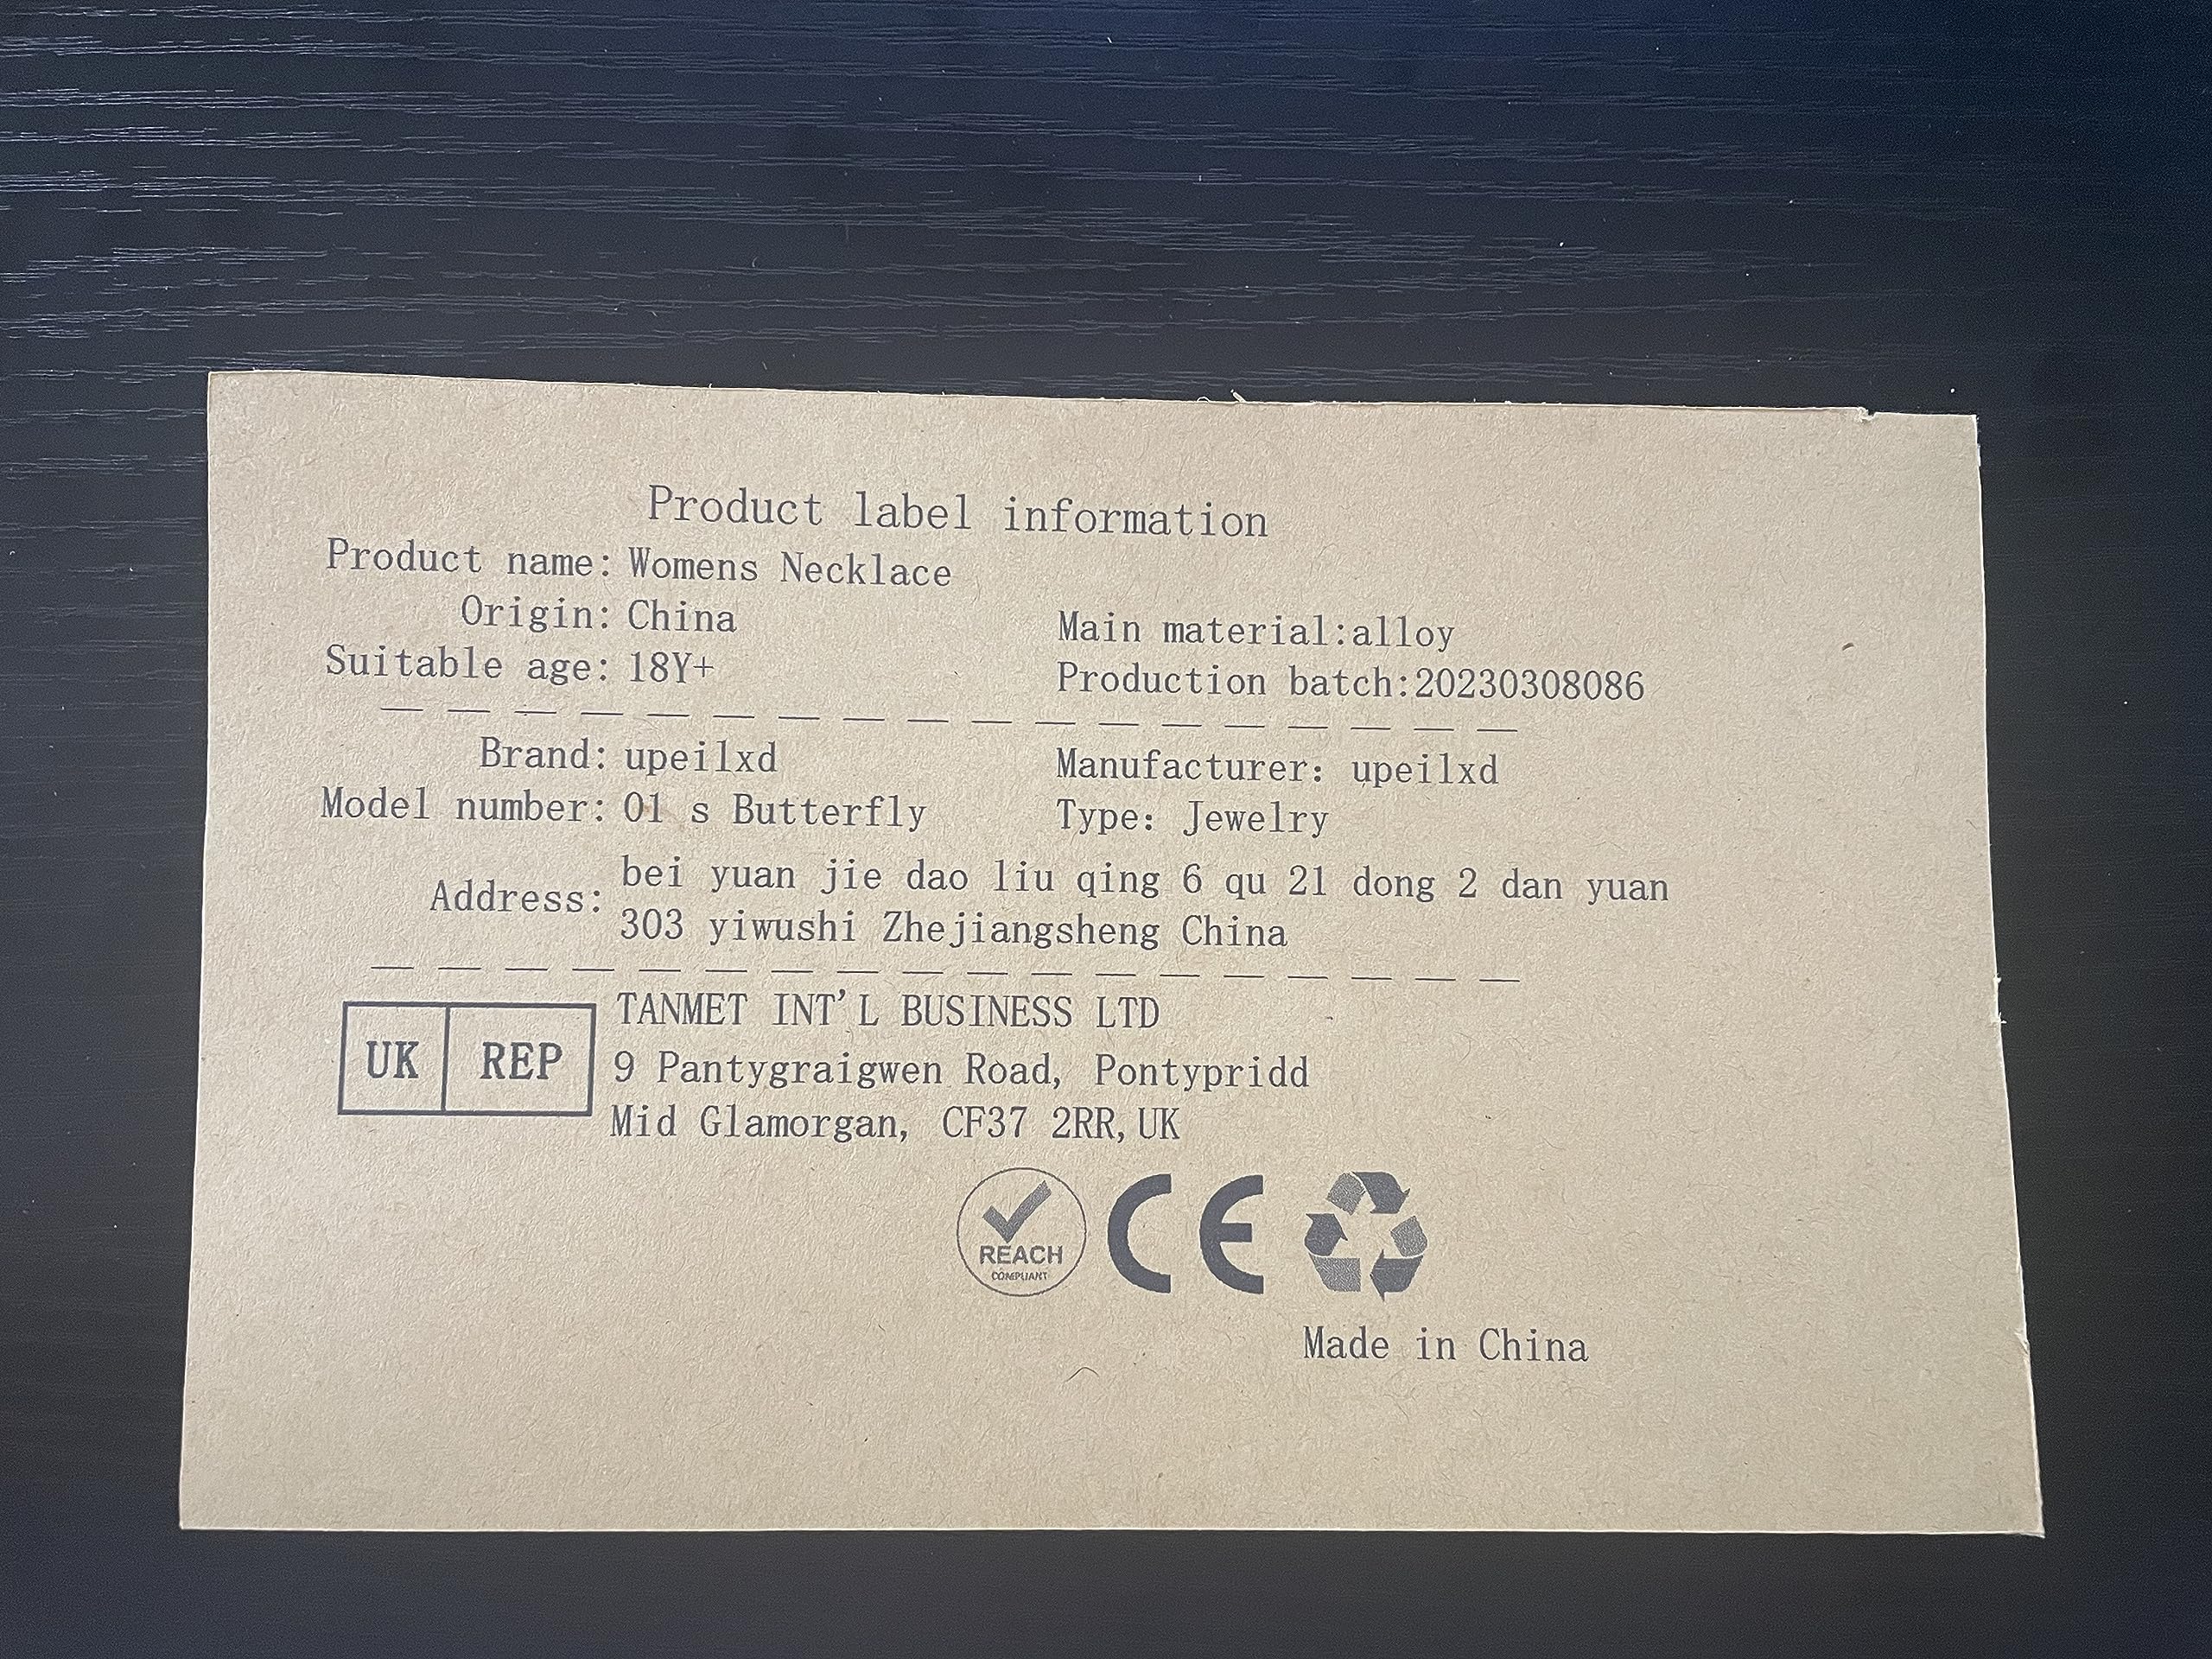 Product label information
Product name: Womens Necklace
Origin: China
Main material:alloy
Suitable age: 18Y+
Production batch:20230308086
Brand: upeilxd
Manufacturer: upeilxd
Model number: 01 s Butterfly
Type: Jewelry
Address: bei yuan jie dao liu qing 6 qu 21 dong 2 dan yuan
303 yiwushi Zhejiangsheng China
UK REP
TANMET INT'L BUSINESS LTD
9 Pantygraigwen Road, Pontypridd
Mid Glamorgan, CF37 2RR, UK
REACH
COMPLIANT
CE
Made in China